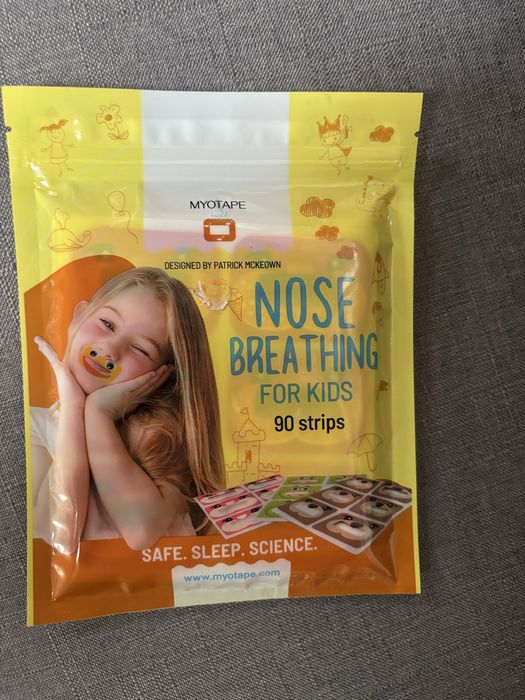 MYOTAPE
DESIGNED BY PATRICK MCKEOWN
NOSE
BREATHING
FOR KIDS
90 strips
SAFE. SLEEP. SCIENCE.
www.myotape.com